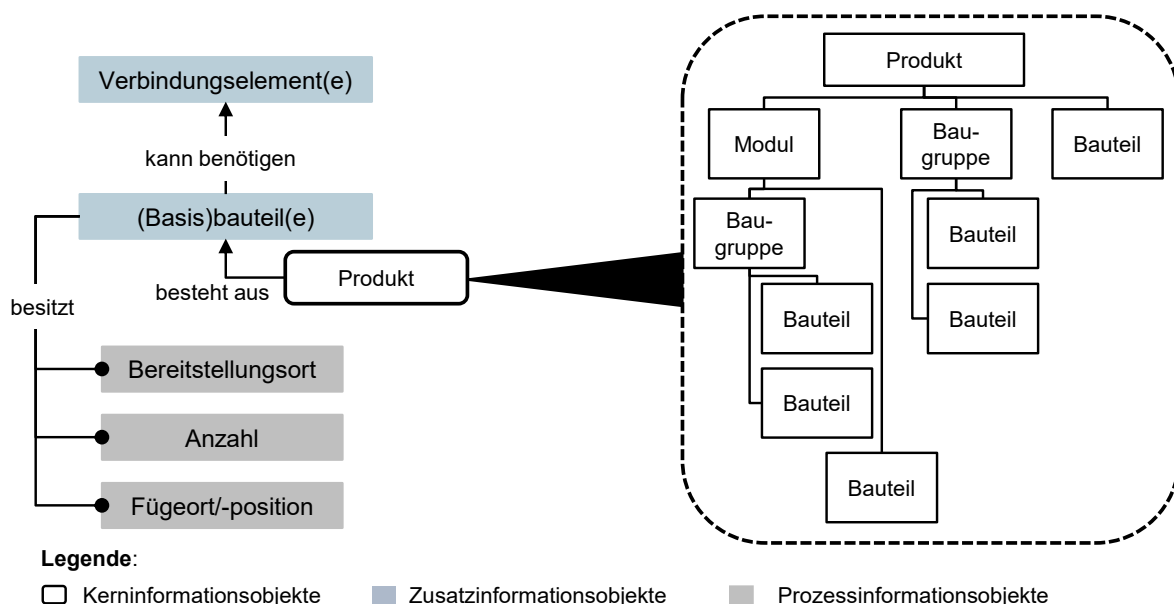 Verbindungselement(e)
kann benötigen
(Basis)bauteil(e)
besteht aus
Produkt
besitzt
Bereitstellungsort
Anzahl
Fügeort/-position
Produkt
Modul
Bau-
gruppe
Bauteil
Bau-
gruppe
Bauteil
Bauteil
Bauteil
Bauteil
Bauteil
Legende:
Kerninformationsobjekte
Zusatzinformationsobjekte
Prozessinformationsobjekte